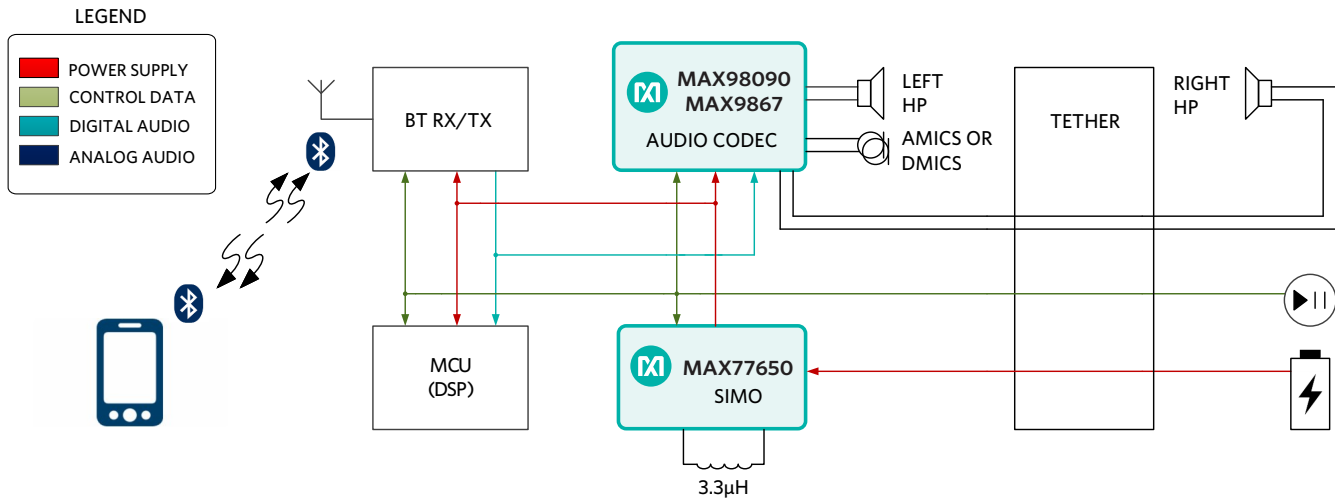 LEGEND
POWER SUPPLY
CONTROL DATA
DIGITAL AUDIO
ANALOG AUDIO
BT RX/TX
MCU
(DSP)
MAX98090
MAX9867
AUDIO CODEC
LEFT
HP
AMICS OR
DMICS
MAX77650
SIMO
3.3µH
TETHER
RIGHT
HP